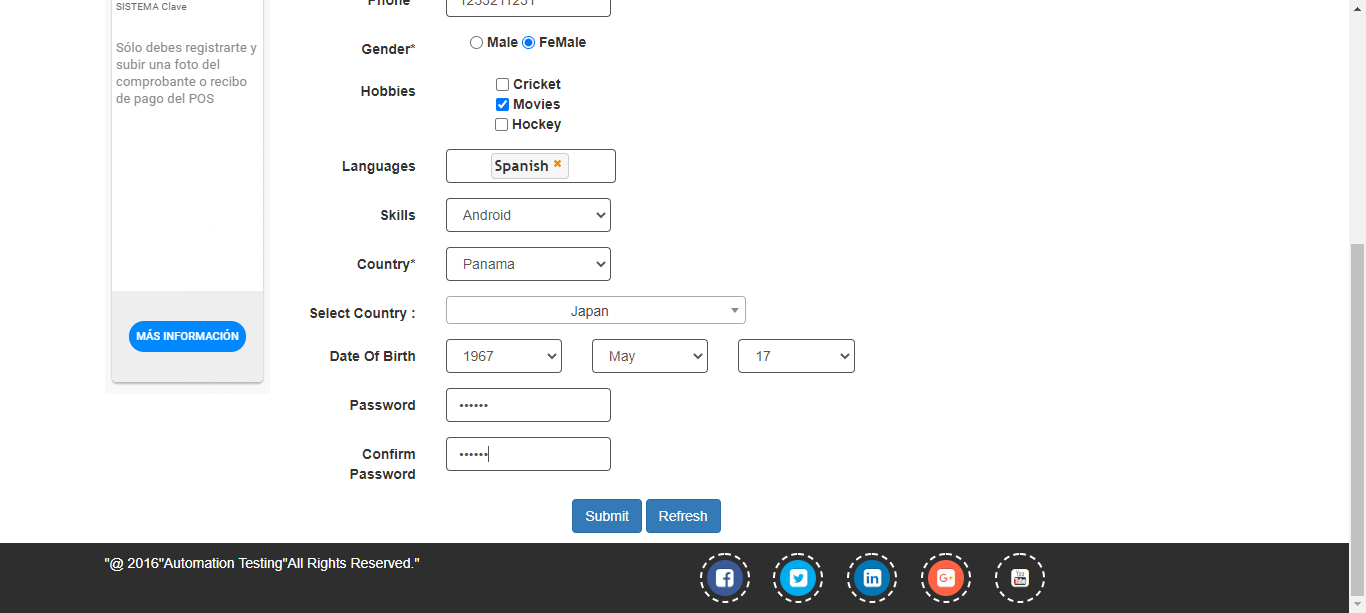 SISTEMA Clave
Sólo debes registrarte y
subir una foto del
comprobante o recibo
de pago del POS
MÁS INFORMACIÓN
Phone
Gender*
Male FeMale
Hobbies
Cricket
Movies
Hockey
Languages
Spanish
Skills
Android
Country*
Panama
Select Country :
Japan
Date Of Birth
1967 May 17
Password
••••••
Confirm
Password
••••••
Submit Refresh
"@ 2016"Automation Testing"All Rights Reserved."
G+
You
Tube